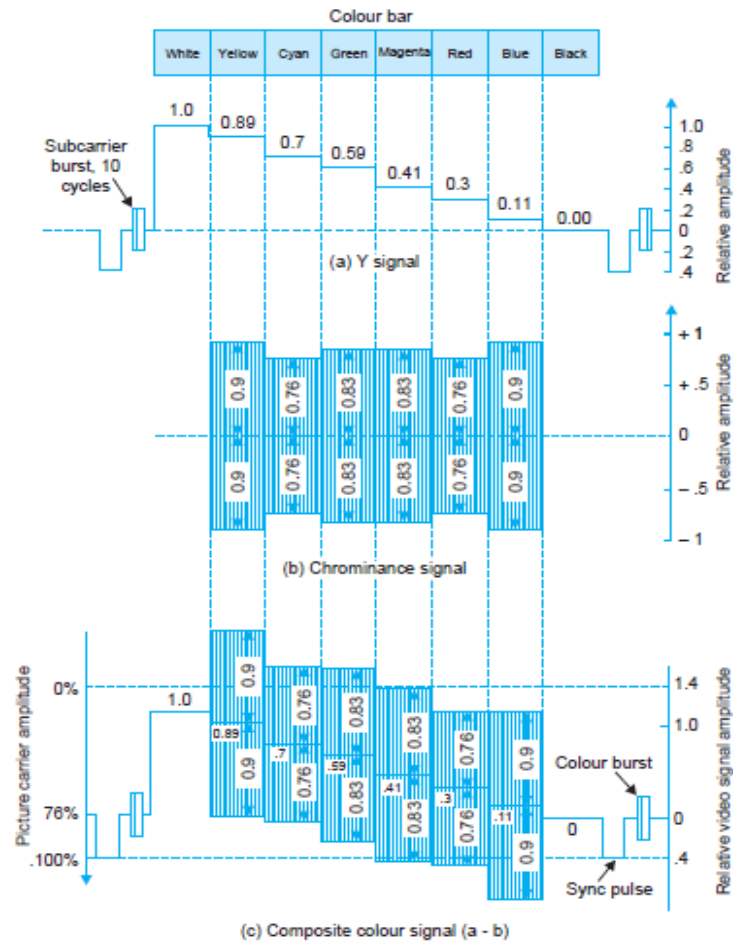 Colour bar
White Yellow Cyan Green Magenta Red Blue Black
1.0
0.89
0.7
0.59
0.41
0.3
0.11
0.00
Subcarrier
burst, 10
cycles
1.0
.8
.6
.4
.2
0
.2
.4
Relative amplitude
(a) Y signal
0.9 0.76 0.83 0.83 0.76 0.9
0.9 0.76 0.83 0.83 0.76 0.9
+ 1
+ .5
0
– .5
– 1
Relative amplitude
(b) Chrominance signal
Picture carrier amplitude
0%
76%
.100%
1.0
0.9 0.76 0.83 0.83 0.76 0.9
0.89 .7 .59 .41 .3 .11
0.9 0.76 0.83 0.83 0.76 0.9
0
Colour burst
Sync pulse
1.4
1.0
0
.4
Relative video signal amplitude
(c) Composite colour signal (a - b)